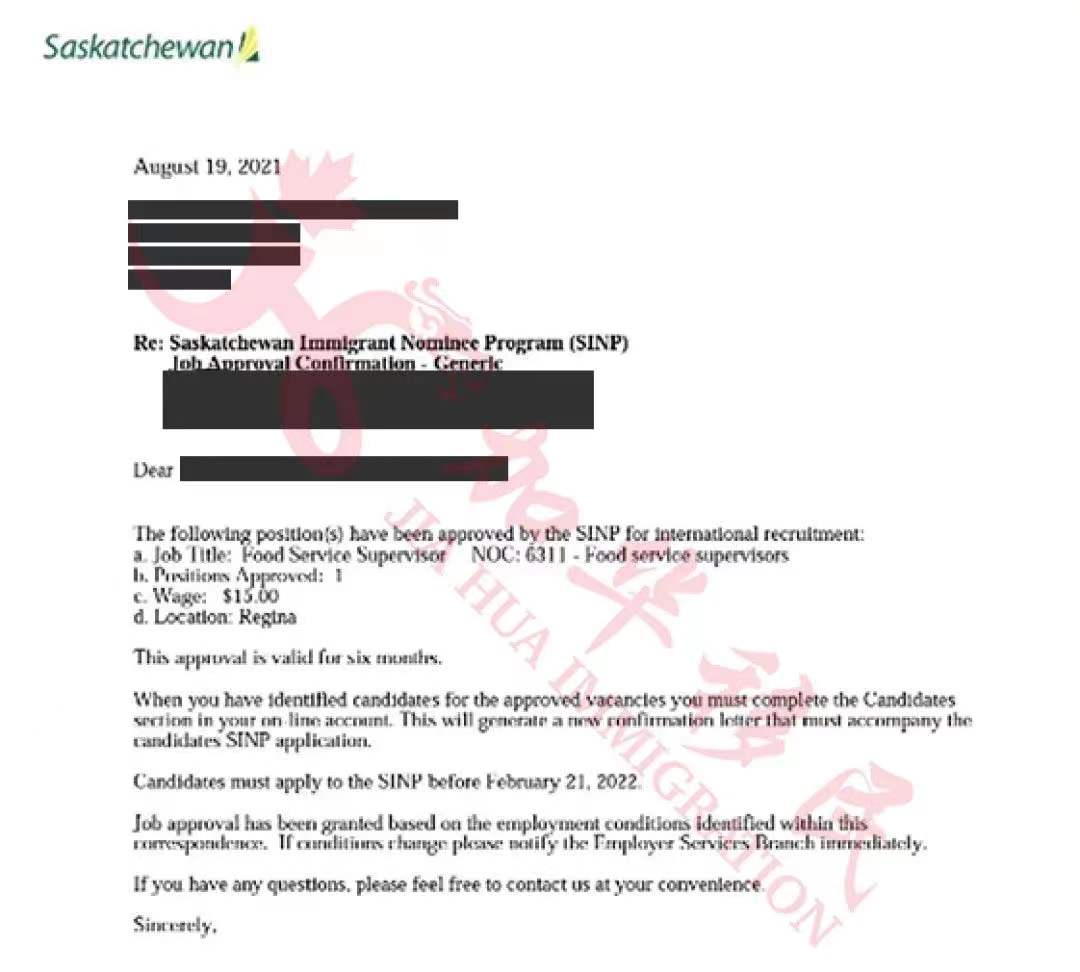 Saskatchewan
August 19, 2021
Re: Saskatchewan Immigrant Nominee Program (SINP)
Job Approval Confirmation - Generic
Dear
The following position(s) have been approved by the SINP for international recruitment:
a. Job Title: Food Service Supervisor NOC: 6311 - Food service supervisors
b. Positions Approved: 1
c. Wage: $15.00
d. Location: Regina
This approval is valid for six months.
When you have identified candidates for the approved vacancies you must complete the Candidates
section in your on-line account. This will generate a new confirmation letter that must accompany the
candidates SINP application.
Candidates must apply to the SINP before February 21, 2022.
Job approval has been granted based on the employment conditions identified within this
correspondence. If conditions change please notify the Employer Services Branch immediately.
If you have any questions, please feel free to contact us at your convenience.
Sincerely,
加华移民
JIA HUA IMMIGRATION